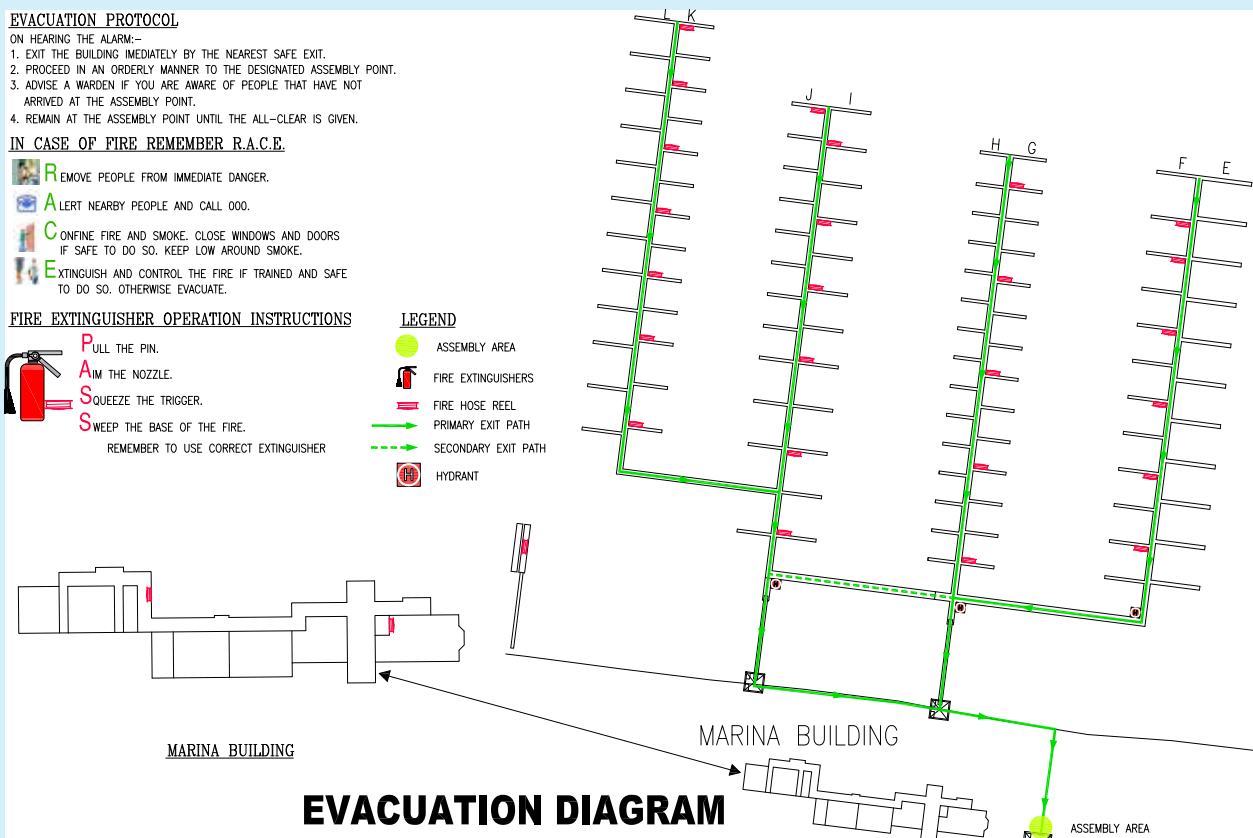 EVACUATION PROTOCOL
ON HEARING THE ALARM:–
1. EXIT THE BUILDING IMEDIATELY BY THE NEAREST SAFE EXIT.
2. PROCEED IN AN ORDERLY MANNER TO THE DESIGNATED ASSEMBLY POINT.
3. ADVISE A WARDEN IF YOU ARE AWARE OF PEOPLE THAT HAVE NOT
ARRIVED AT THE ASSEMBLY POINT.
4. REMAIN AT THE ASSEMBLY POINT UNTIL THE ALL–CLEAR IS GIVEN.
IN CASE OF FIRE REMEMBER R.A.C.E.
REMOVE PEOPLE FROM IMMEDIATE DANGER.
ALERT NEARBY PEOPLE AND CALL 000.
CONFINE FIRE AND SMOKE. CLOSE WINDOWS AND DOORS
IF SAFE TO DO SO. KEEP LOW AROUND SMOKE.
EXTINGUISH AND CONTROL THE FIRE IF TRAINED AND SAFE
TO DO SO. OTHERWISE EVACUATE.
FIRE EXTINGUISHER OPERATION INSTRUCTIONS
PULL THE PIN.
AIM THE NOZZLE.
SQUEEZE THE TRIGGER.
SWEEP THE BASE OF THE FIRE.
REMEMBER TO USE CORRECT EXTINGUISHER
LEGEND
ASSEMBLY AREA
FIRE EXTINGUISHERS
FIRE HOSE REEL
PRIMARY EXIT PATH
SECONDARY EXIT PATH
H HYDRANT
L K
J I
H G
F E
H
H
H
MARINA BUILDING
MARINA BUILDING
EVACUATION DIAGRAM
ASSEMBLY AREA